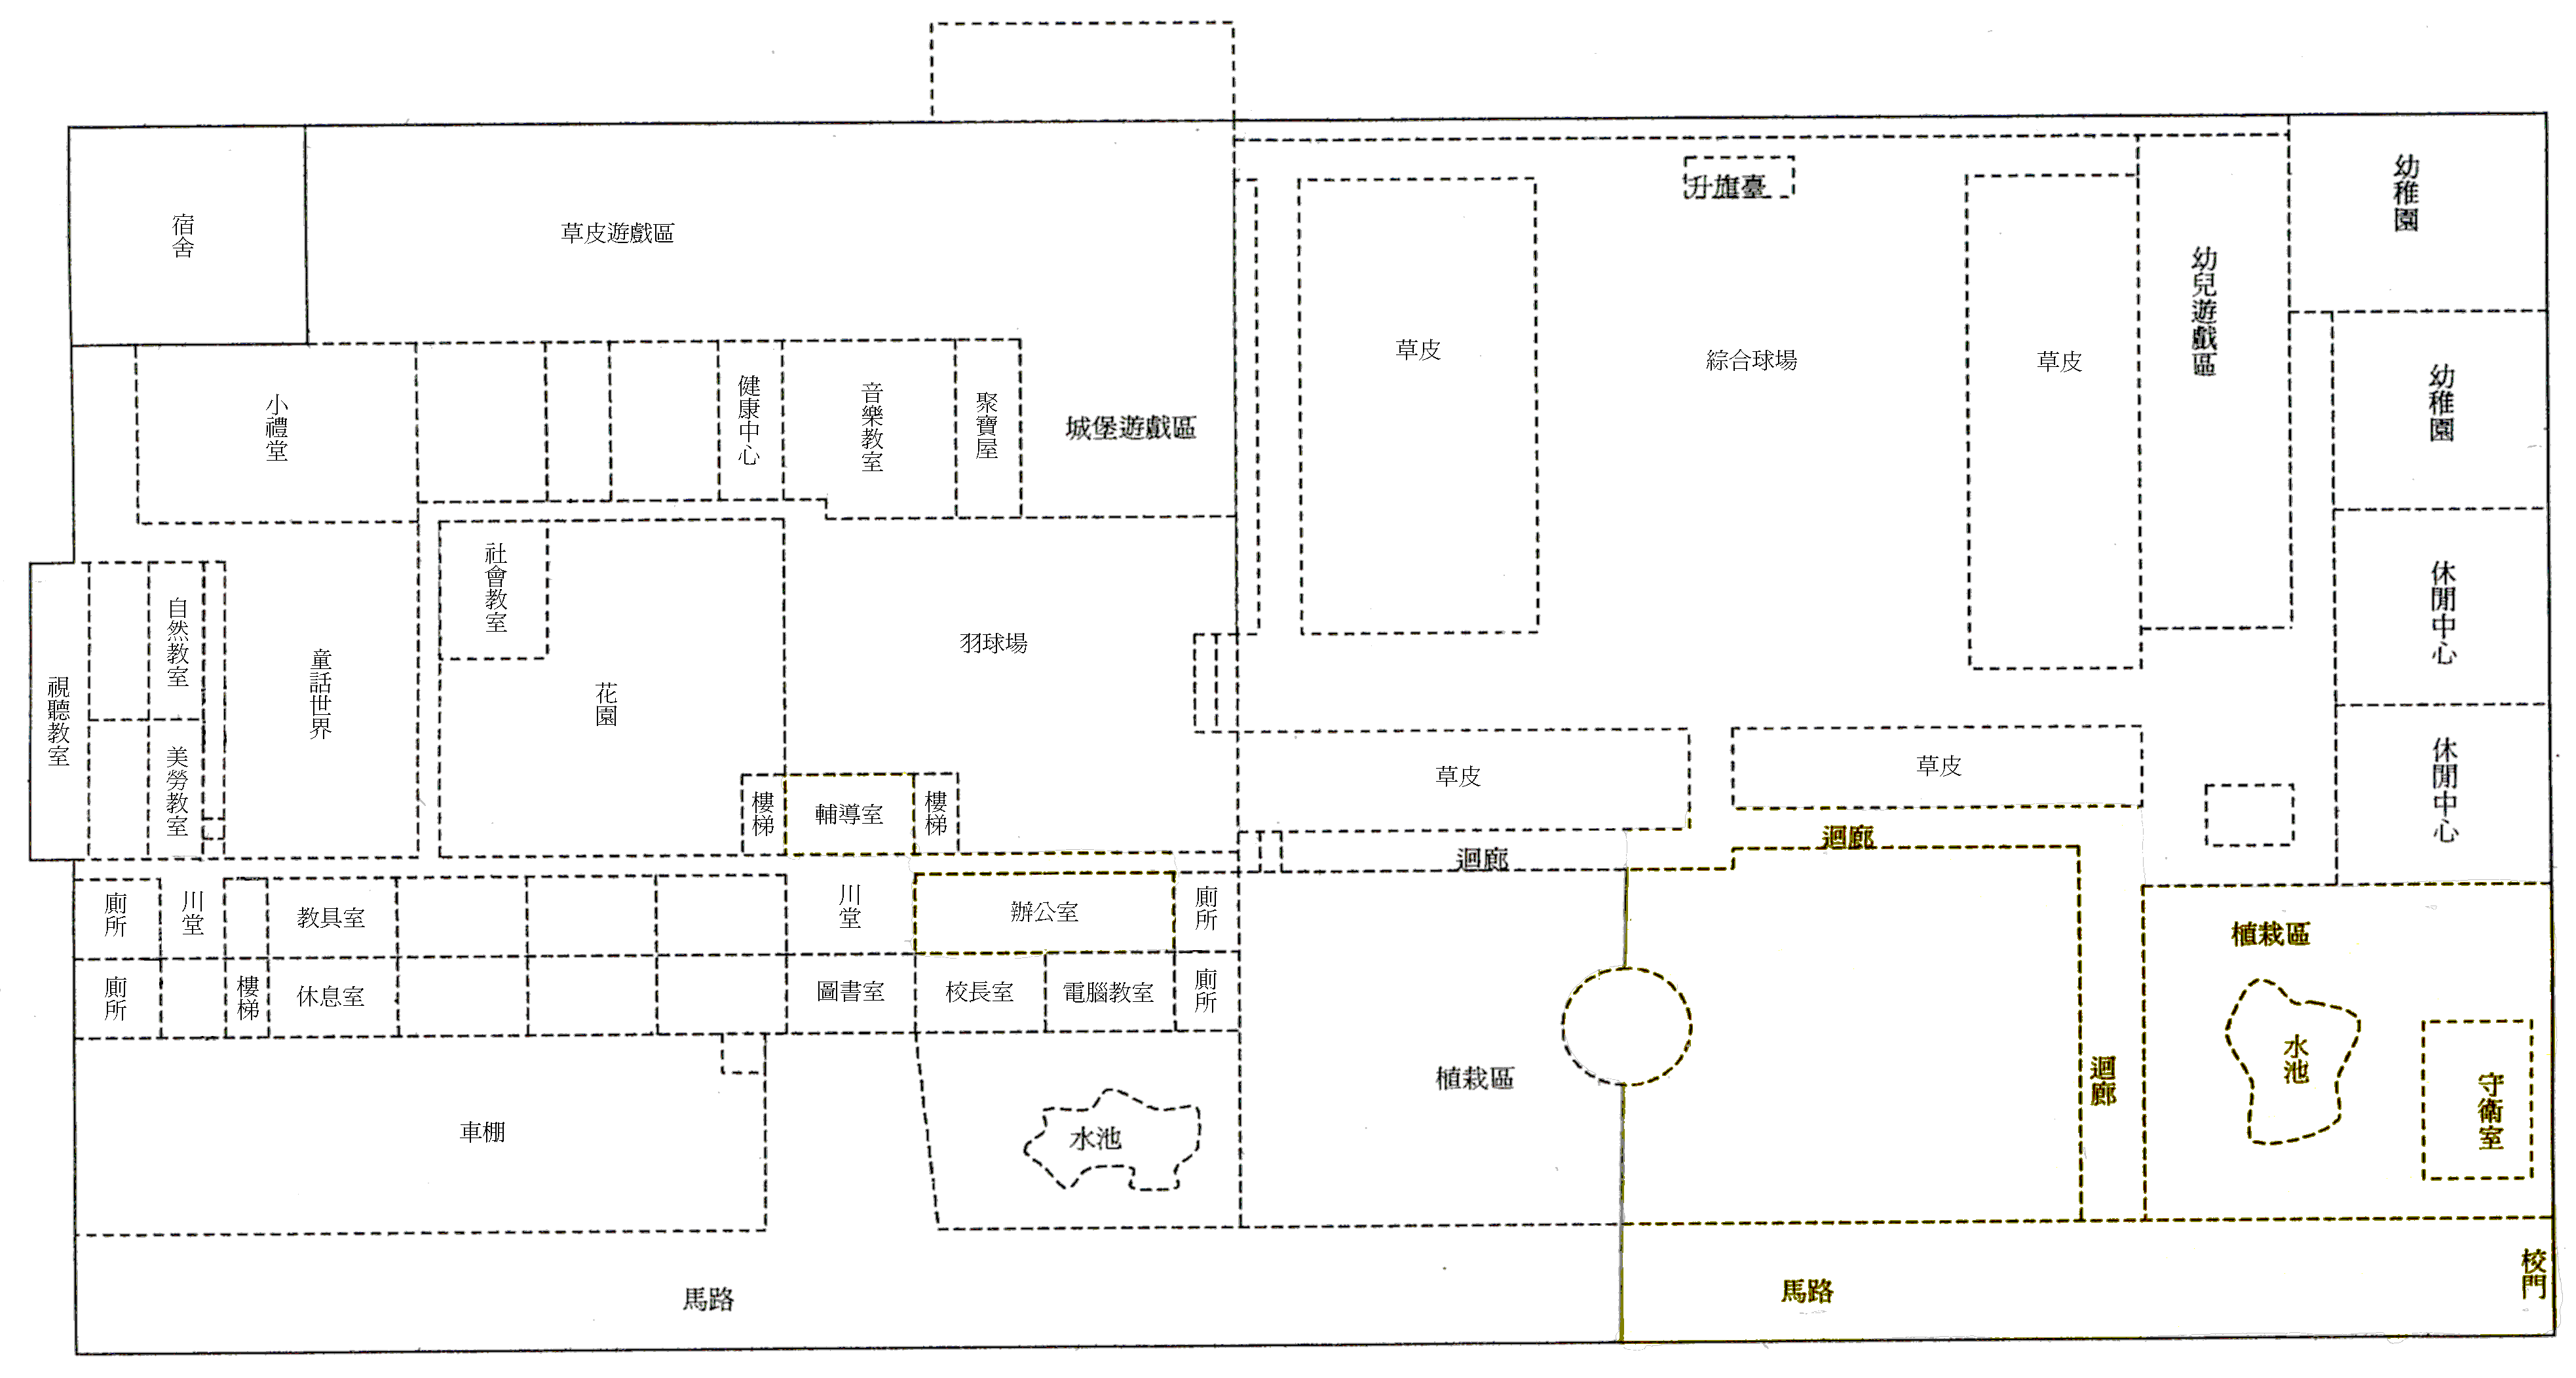 升旗臺
幼稚園
宿舍
草皮遊戲區
幼兒遊戲區
草皮
綜合球場
草皮
幼稚園
小禮堂
健康中心
音樂教室
聚寶屋
城堡遊戲區
社會教室
自然教室
休閒中心
羽球場
視聽教室
童話世界
花園
美勞教室
樓梯
輔導室
樓梯
草皮
草皮
休閒中心
迴廊
迴廊
廁所
川堂
教具室
川堂
辦公室
廁所
植栽區
廁所
樓梯
休息室
圖書室
校長室
電腦教室
廁所
植栽區
水池
迴廊
守衛室
車棚
水池
馬路
馬路
校門